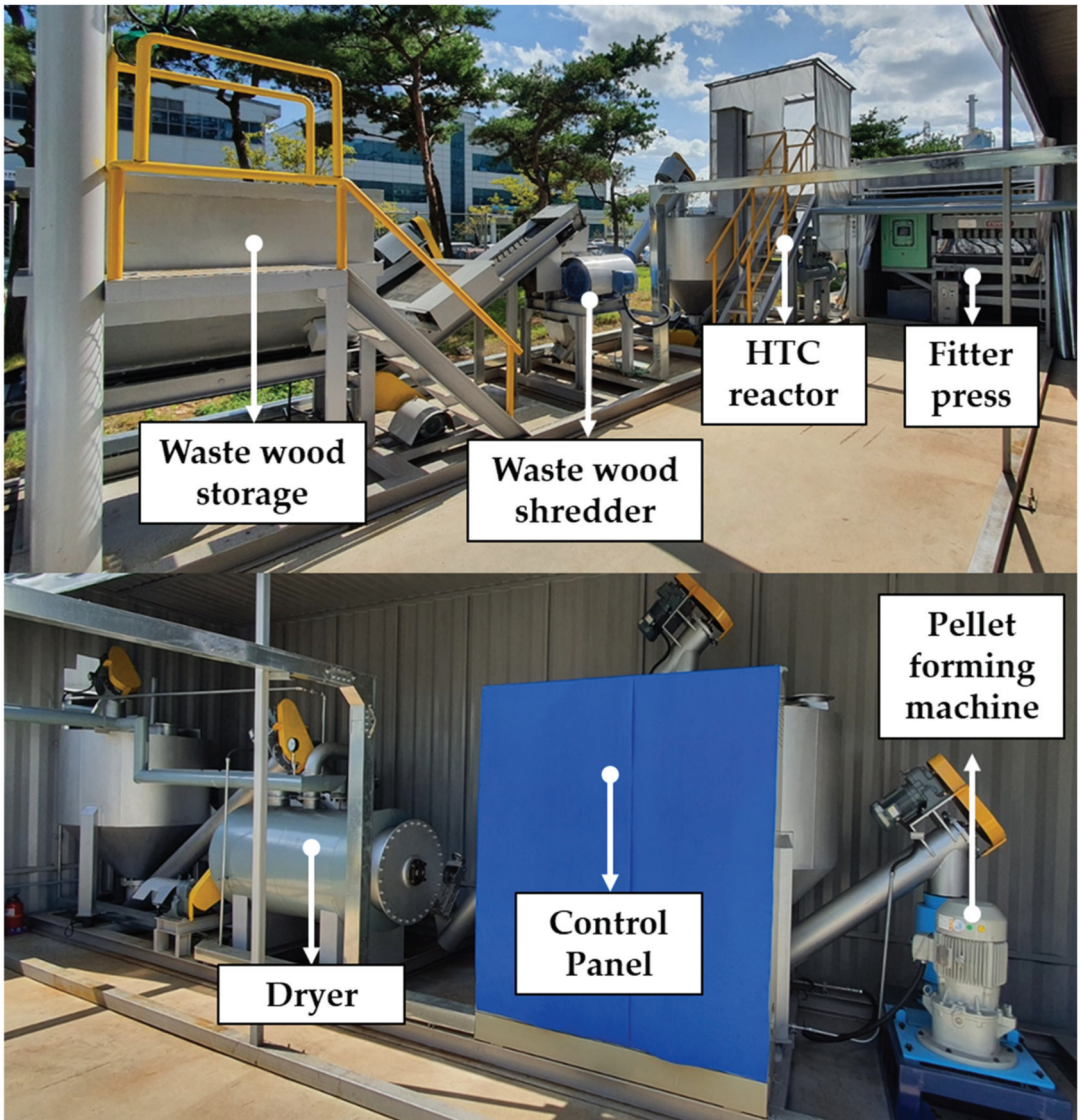 HTC
reactor
Fitter
press
Waste wood
storage
Waste wood
shredder
Pellet
forming
machine
Control
Panel
Dryer